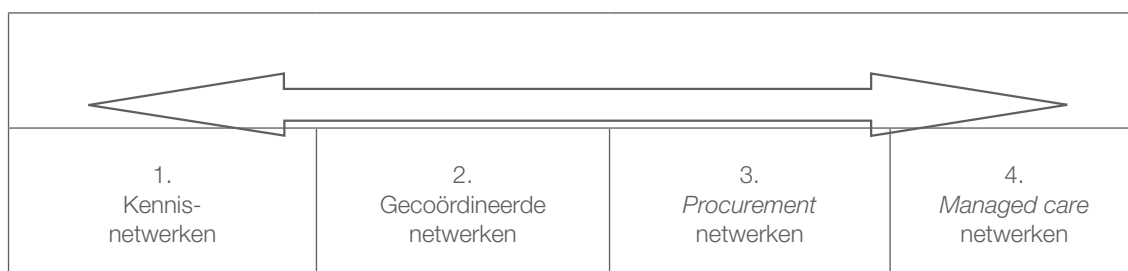 1.
Kennis-
netwerken
2.
Gecoördineerde
netwerken
3.
Procurement
netwerken
4.
Managed care
netwerken